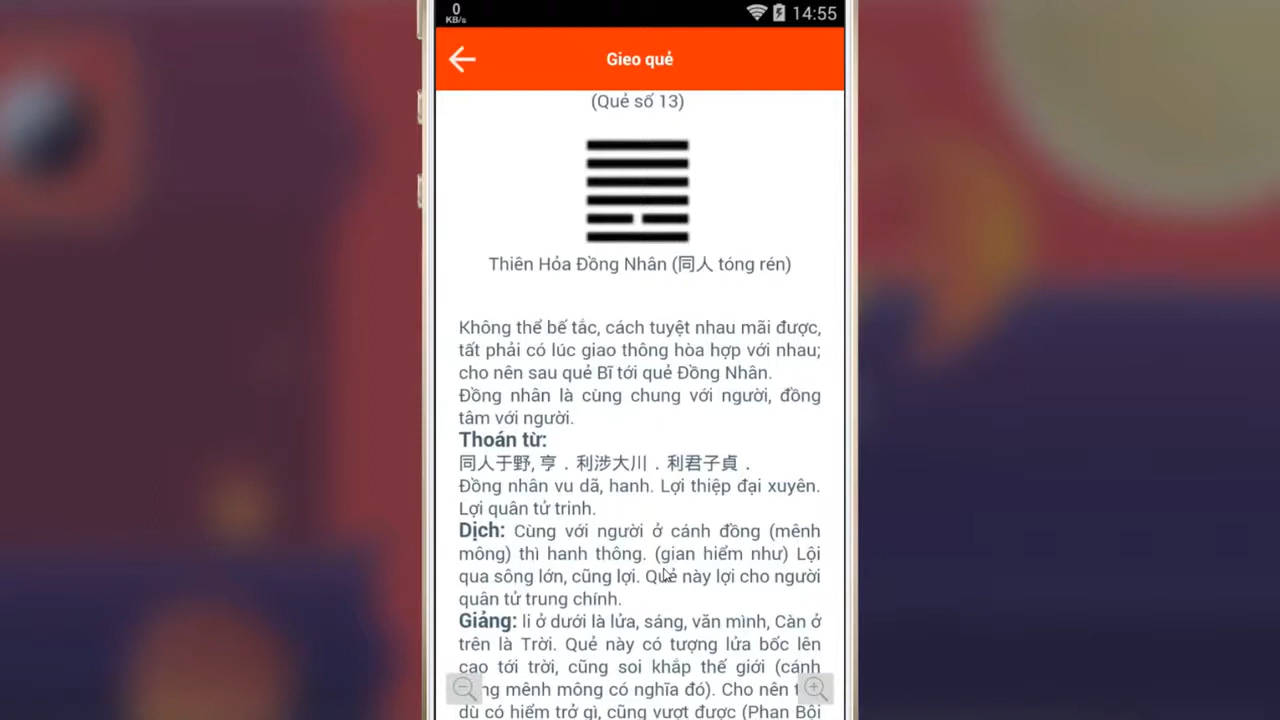 0
KB/s
14:55
Gieo quẻ
(Quẻ số 13)
Thiên Hỏa Đồng Nhân (同人 tóng rén)
Không thể bế tắc, cách tuyệt nhau mãi được,
tất phải có lúc giao thông hòa hợp với nhau;
cho nên sau quẻ Bĩ tới quẻ Đồng Nhân.
Đồng nhân là cùng chung với người, đồng
tâm với người.
Thoán từ:
同人于野, 亨．利涉大川．利君子貞．
Đồng nhân vu dã, hanh. Lợi thiệp đại xuyên.
Lợi quân tử trinh.
Dịch: Cùng với người ở cánh đồng (mênh
mông) thì hanh thông. (gian hiểm như) Lội
qua sông lớn, cũng lợi. Quẻ này lợi cho người
quân tử trung chính.
Giảng: li ở dưới là lửa, sáng, văn mình, Càn ở
trên là Trời. Quẻ này có tượng lửa bốc lên
cao tới trời, cũng soi khắp thế giới (cánh
mênh mông có nghĩa đó). Cho nên
dù có hiểm trở gì, cũng vượt được (Phan Bội